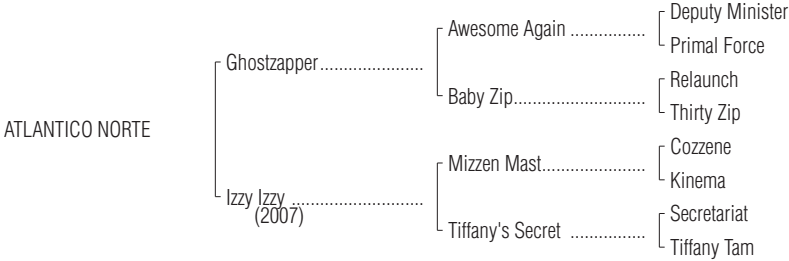 Deputy Minister
Awesome Again ................
Primal Force
Ghostzapper......................
Relaunch
Baby Zip............................
Thirty Zip
ATLANTICO NORTE
Cozzene
Mizzen Mast......................
Kinema
Izzy Izzy ............................
(2007)
Secretariat
Tiffany's Secret ................
Tiffany Tam